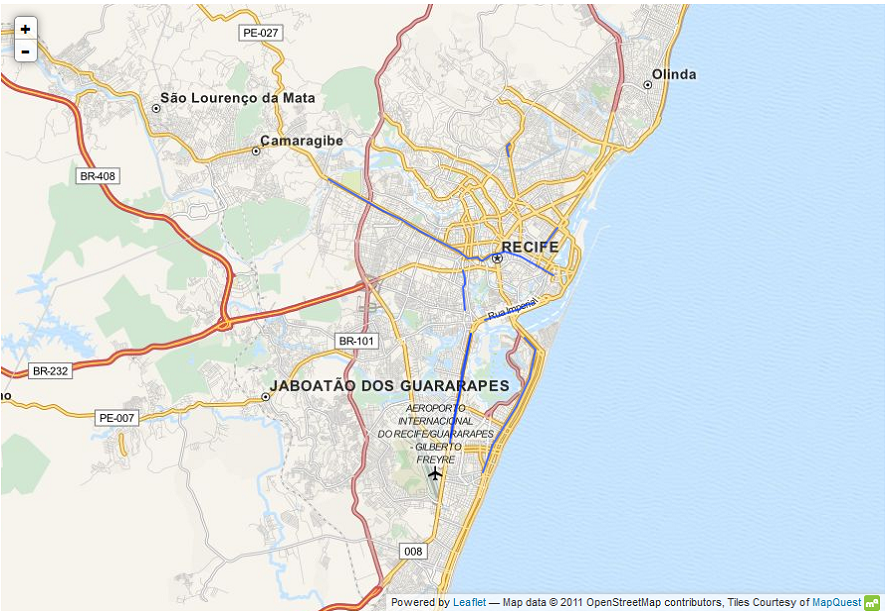 +
-
PE-027
Olinda
São Lourenço da Mata
Camaragibe
BR-408
RECIFE
Rua Imperial
BR-101
BR-232
JABOATÃO DOS GUARARAPES
no
PE-007
AEROPORTO
INTERNACIONAL
DO RECIFE/GUARARAPES
- GILBERTO
FREYRE
008
Powered by Leaflet — Map data © 2011 OpenStreetMap contributors, Tiles Courtesy of MapQuest